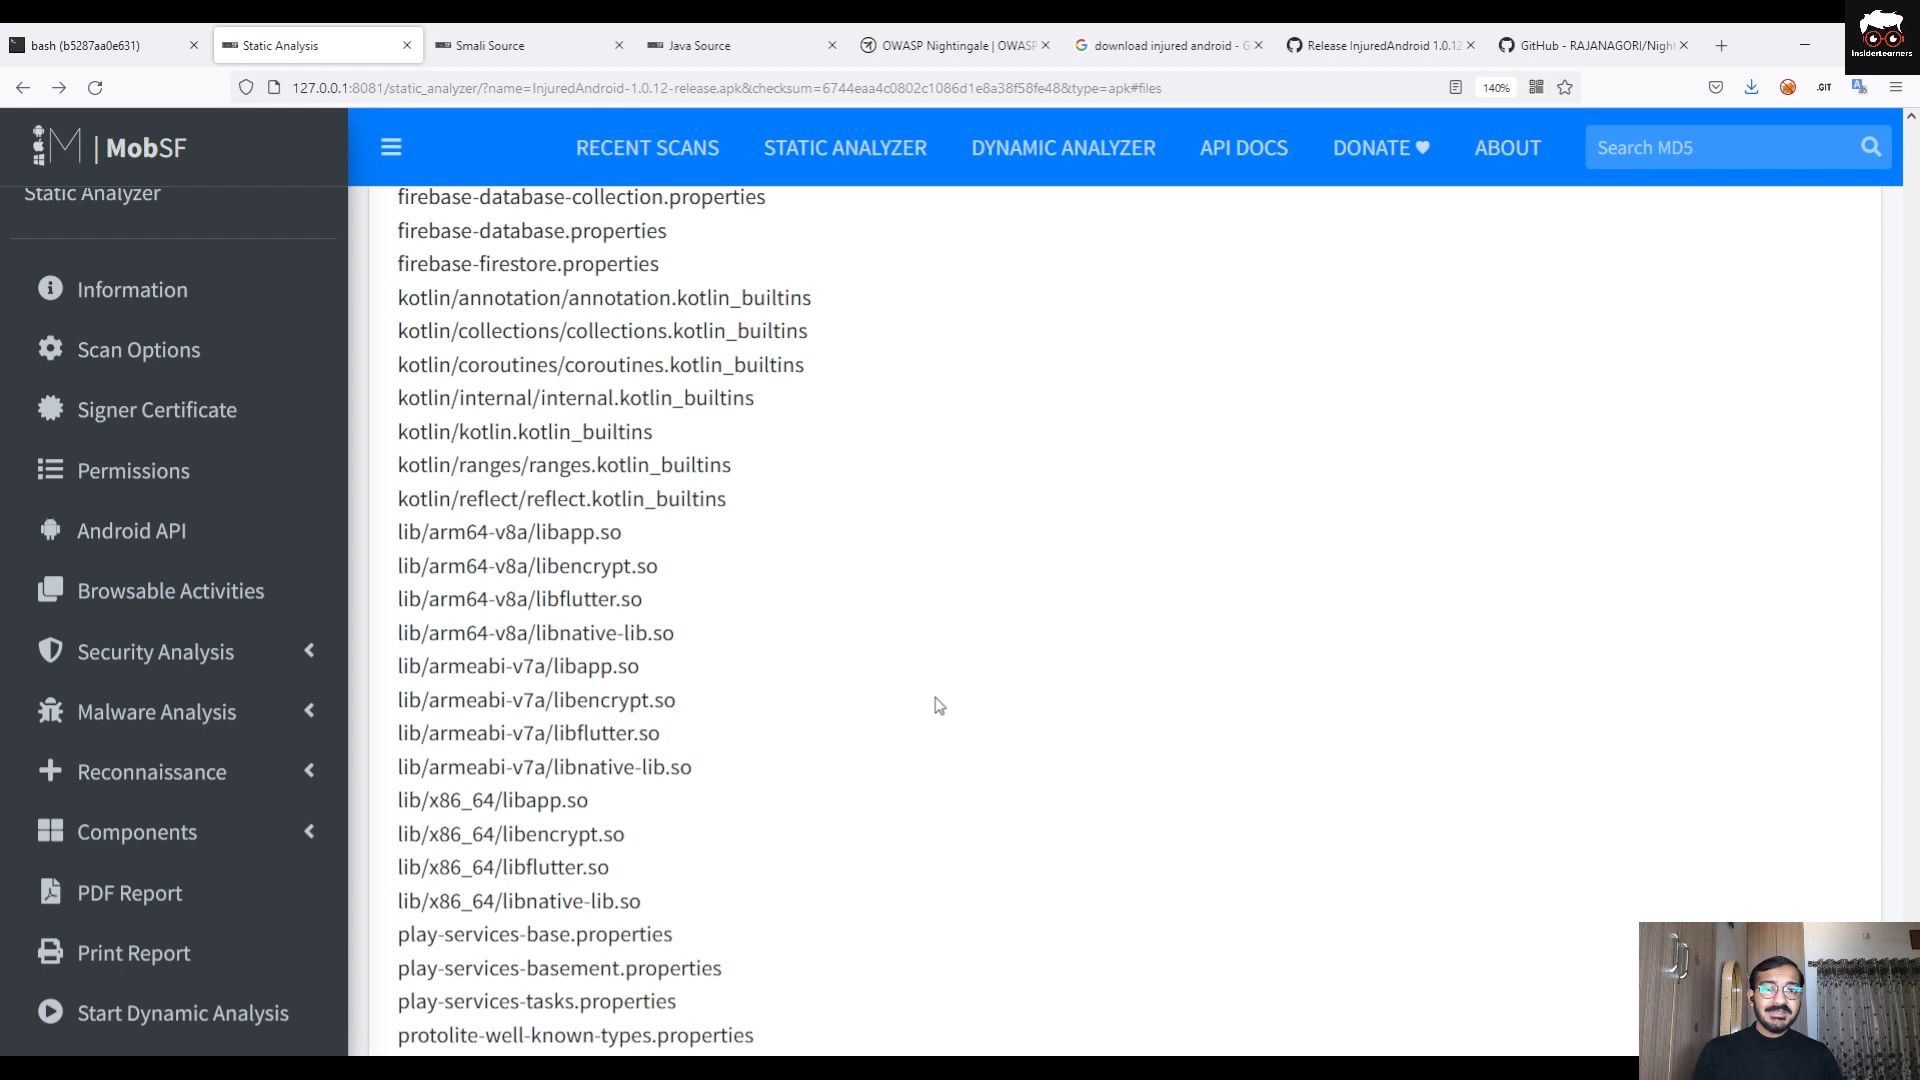 bash (b5287aa0e631)
Static Analysis
Smali Source
Java Source
OWASP Nightingale | OWASP
download injured android - G
Release InjuredAndroid 1.0.12
GitHub - RAJANAGORI/Night
InsiderLearners
127.0.0.1:8081/static_analyzer/?name=InjuredAndroid-1.0.12-release.apk&checksum=6744eaa4c0802c1086d1e8a38f58fe48&type=apk#files
140%
.GIT
| MobSF
RECENT SCANS
STATIC ANALYZER
DYNAMIC ANALYZER
API DOCS
DONATE ♥
ABOUT
Search MD5
Static Analyzer
Information
Scan Options
Signer Certificate
Permissions
Android API
Browsable Activities
Security Analysis
Malware Analysis
Reconnaissance
Components
PDF Report
Print Report
Start Dynamic Analysis
firebase-database-collection.properties
firebase-database.properties
firebase-firestore.properties
kotlin/annotation/annotation.kotlin_builtins
kotlin/collections/collections.kotlin_builtins
kotlin/coroutines/coroutines.kotlin_builtins
kotlin/internal/internal.kotlin_builtins
kotlin/kotlin.kotlin_builtins
kotlin/ranges/ranges.kotlin_builtins
kotlin/reflect/reflect.kotlin_builtins
lib/arm64-v8a/libapp.so
lib/arm64-v8a/libencrypt.so
lib/arm64-v8a/libflutter.so
lib/arm64-v8a/libnative-lib.so
lib/armeabi-v7a/libapp.so
lib/armeabi-v7a/libencrypt.so
lib/armeabi-v7a/libflutter.so
lib/armeabi-v7a/libnative-lib.so
lib/x86_64/libapp.so
lib/x86_64/libencrypt.so
lib/x86_64/libflutter.so
lib/x86_64/libnative-lib.so
play-services-base.properties
play-services-basement.properties
play-services-tasks.properties
protolite-well-known-types.properties